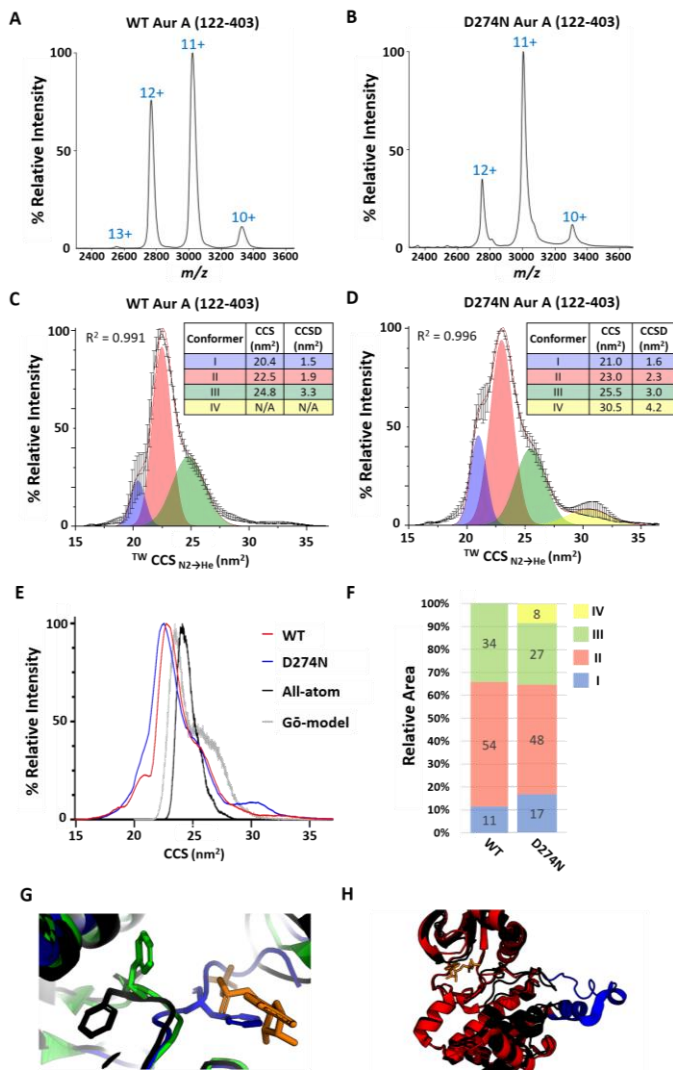 A
WT Aur A (122-403)
11+
12+
13+
10+
100
50
0
% Relative Intensity
2400 2600 2800 3000 3200 3400 3600
m/z
B
D274N Aur A (122-403)
11+
12+
10+
100
50
0
% Relative Intensity
2400 2600 2800 3000 3200 3400 3600
m/z
C
WT Aur A (122-403)
R² = 0.991
Conformer CCS (nm²) CCSD (nm²)
I 20.4 1.5
II 22.5 1.9
III 24.8 3.3
IV N/A N/A
100
50
0
% Relative Intensity
15 20 25 30 35
TW CCS N2→He (nm²)
D
D274N Aur A (122-403)
R² = 0.996
Conformer CCS (nm²) CCSD (nm²)
I 21.0 1.6
II 23.0 2.3
III 25.5 3.0
IV 30.5 4.2
100
50
0
% Relative Intensity
15 20 25 30 35
TW CCS N2→He (nm²)
E
WT
D274N
All-atom
Gō-model
100
50
0
% Relative Intensity
15 20 25 30 35
CCS (nm²)
F
100%
90%
80%
70%
60%
50%
40%
30%
20%
10%
0%
Relative Area
34
54
11
8
27
48
17
WT
D274N
IV
III
II
I
G
H